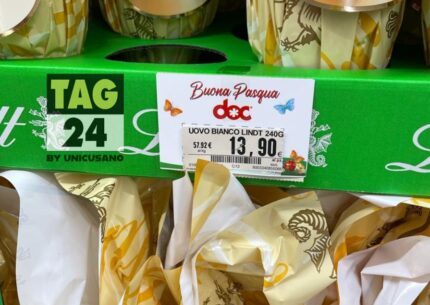 TAG
24
BY UNICUSANO
Buona Pasqua
doc
UOVO BIANCO LINDT 240G
57.92 €
13,90 €